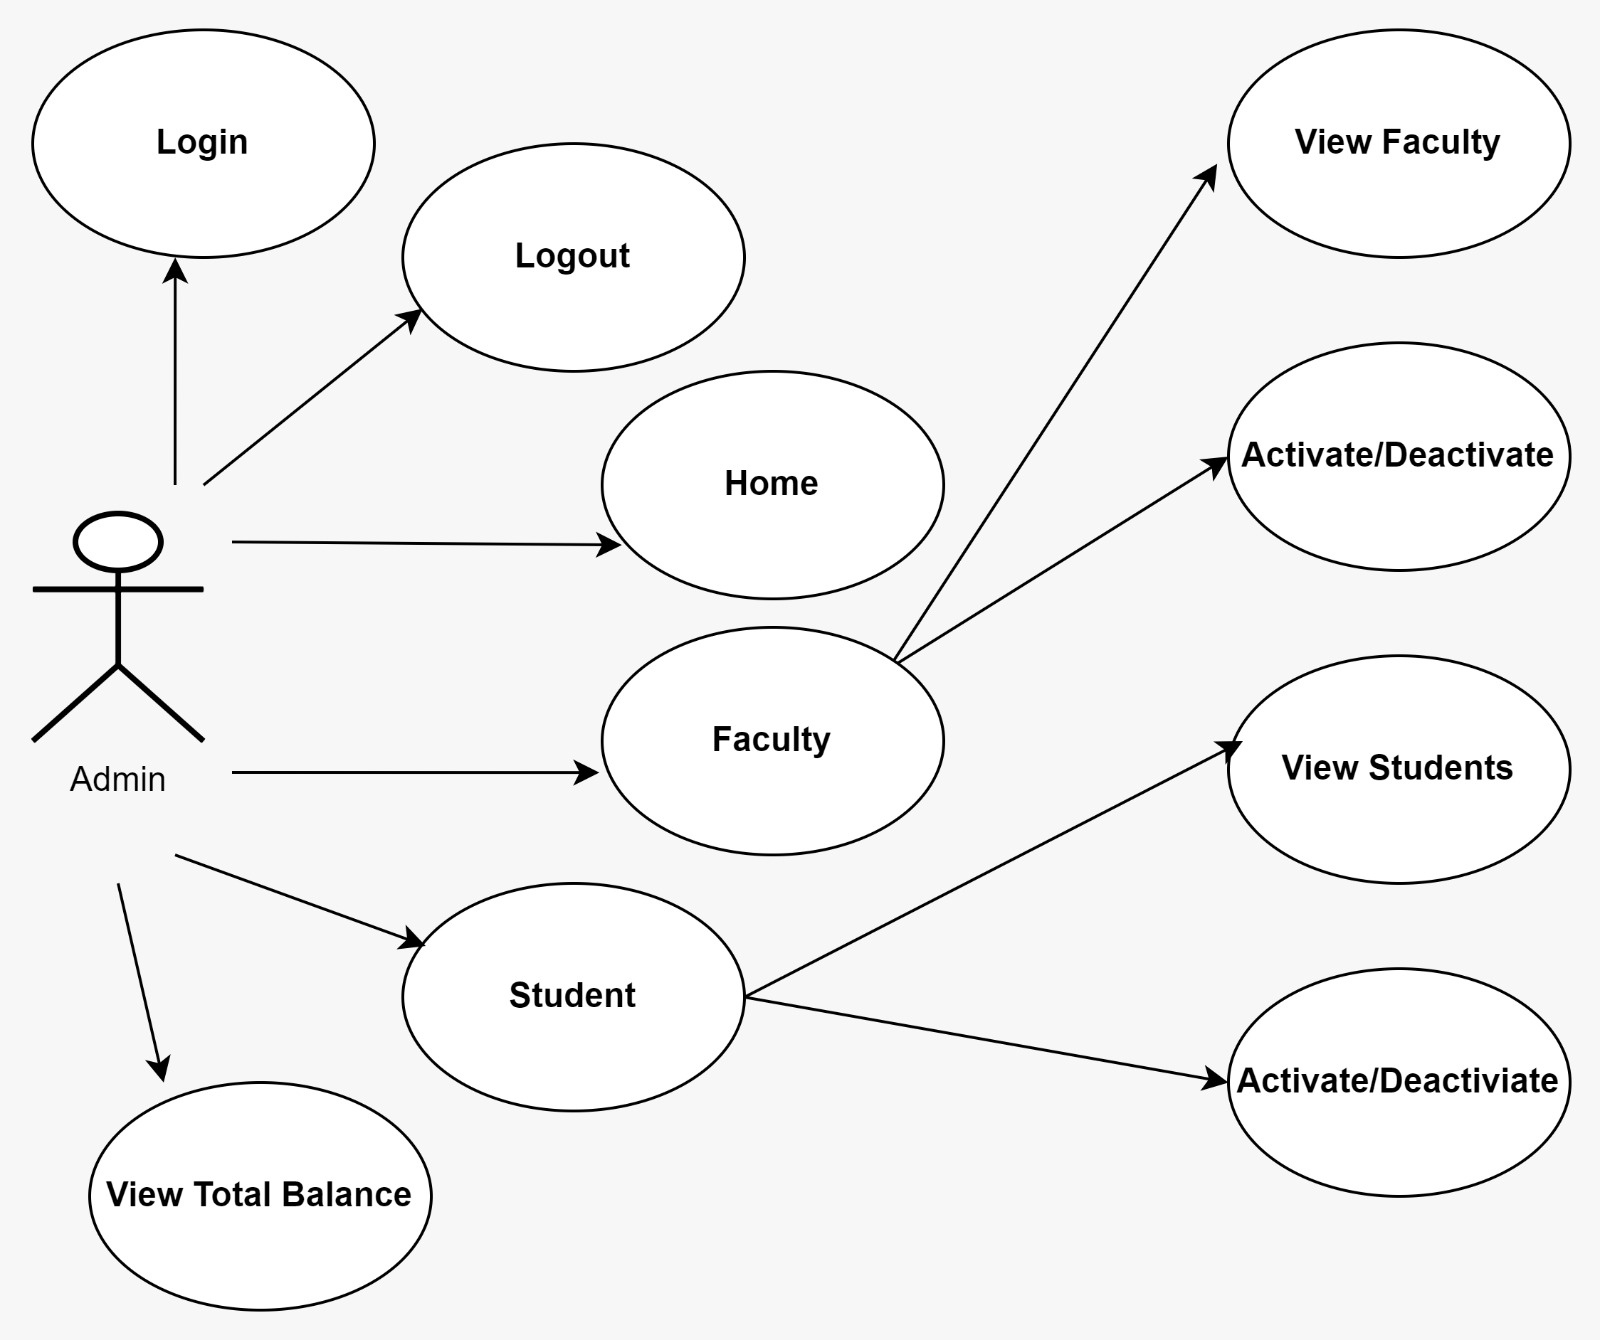 Login
View Faculty
Logout
Activate/Deactivate
Home
Faculty
View Students
Admin
Student
Activate/Deactiviate
View Total Balance